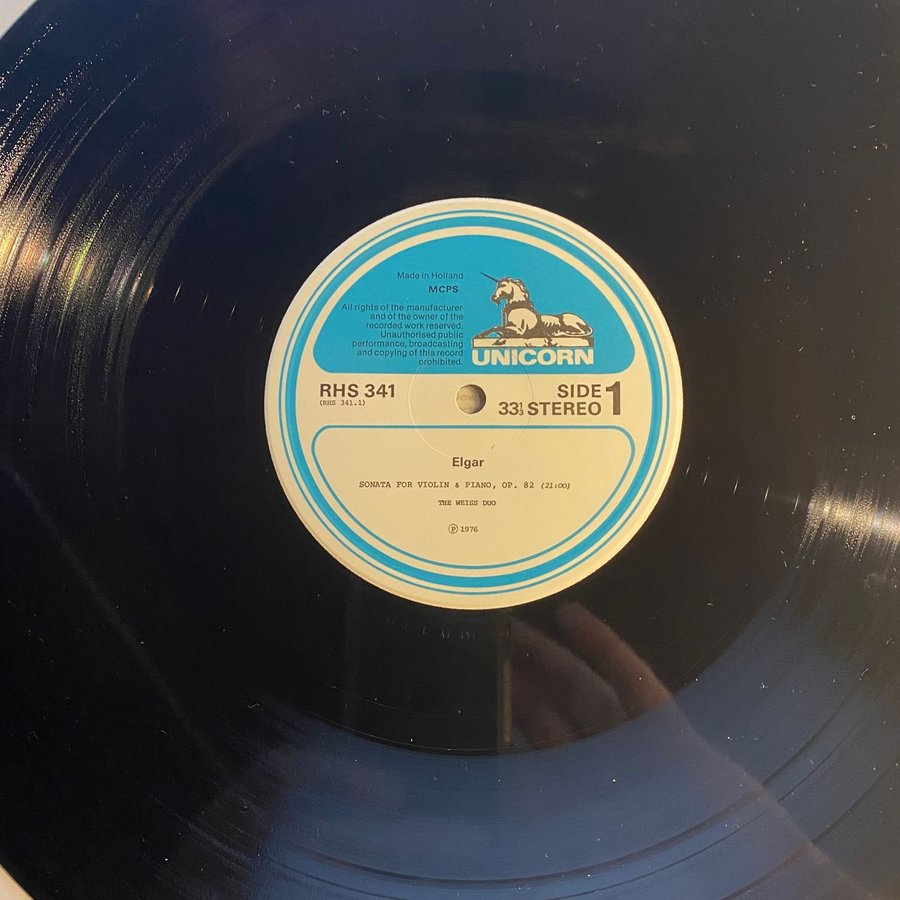 Made in Holland
MCPS
All rights of the manufacturer
and of the owner of the
recorded work reserved.
Unauthorised public
performance, broadcasting
and copying of this record
prohibited.
UNICORN
RHS 341
(RHS 341.1)
SIDE 1
33⅓ STEREO
Elgar
SONATA FOR VIOLIN & PIANO, OP. 82 (21:00)
THE WEISS DUO
Ⓟ 1976